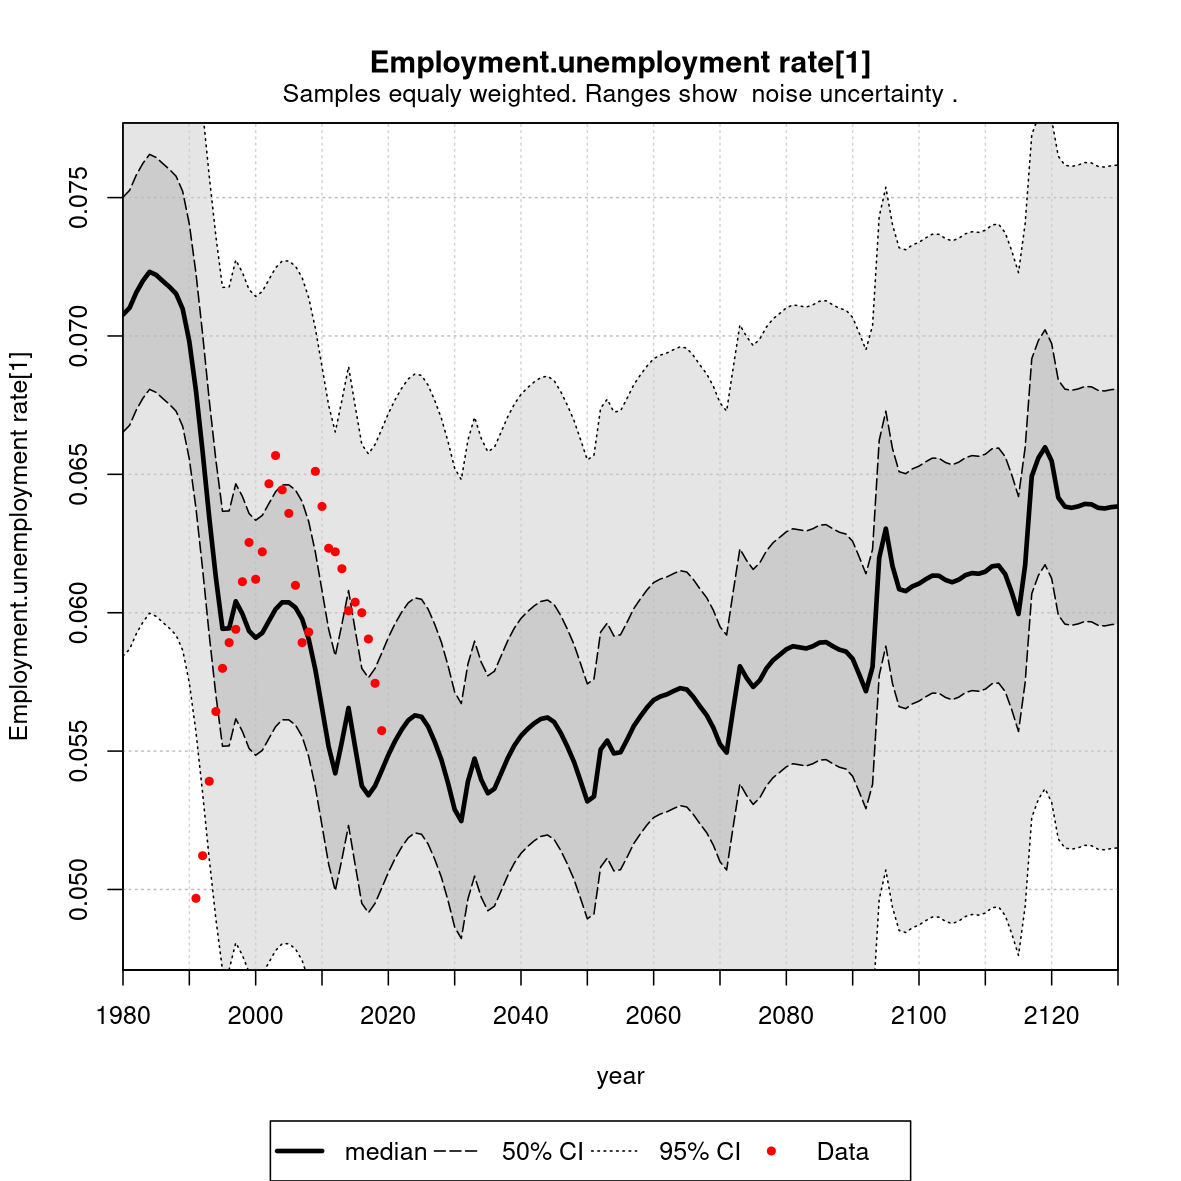 Employment.unemployment rate[1]
Samples equaly weighted. Ranges show  noise uncertainty .
Employment.unemployment rate[1]
0.075
0.070
0.065
0.060
0.055
0.050
1980 2000 2020 2040 2060 2080 2100 2120
year
median 50% CI 95% CI Data